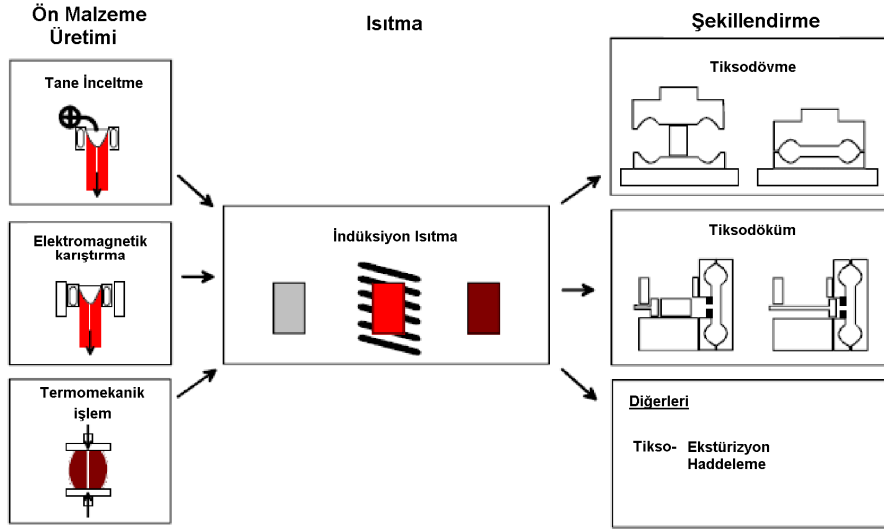 Ön Malzeme
Üretimi
Isıtma
Şekillendirme
Tane İnceltme
Elektromagnetik
karıştırma
Termomekanik
işlem
İndüksiyon Isıtma
Tiksodövme
Tiksodöküm
Diğerleri
Tikso- Ekstürizyon
Haddeleme